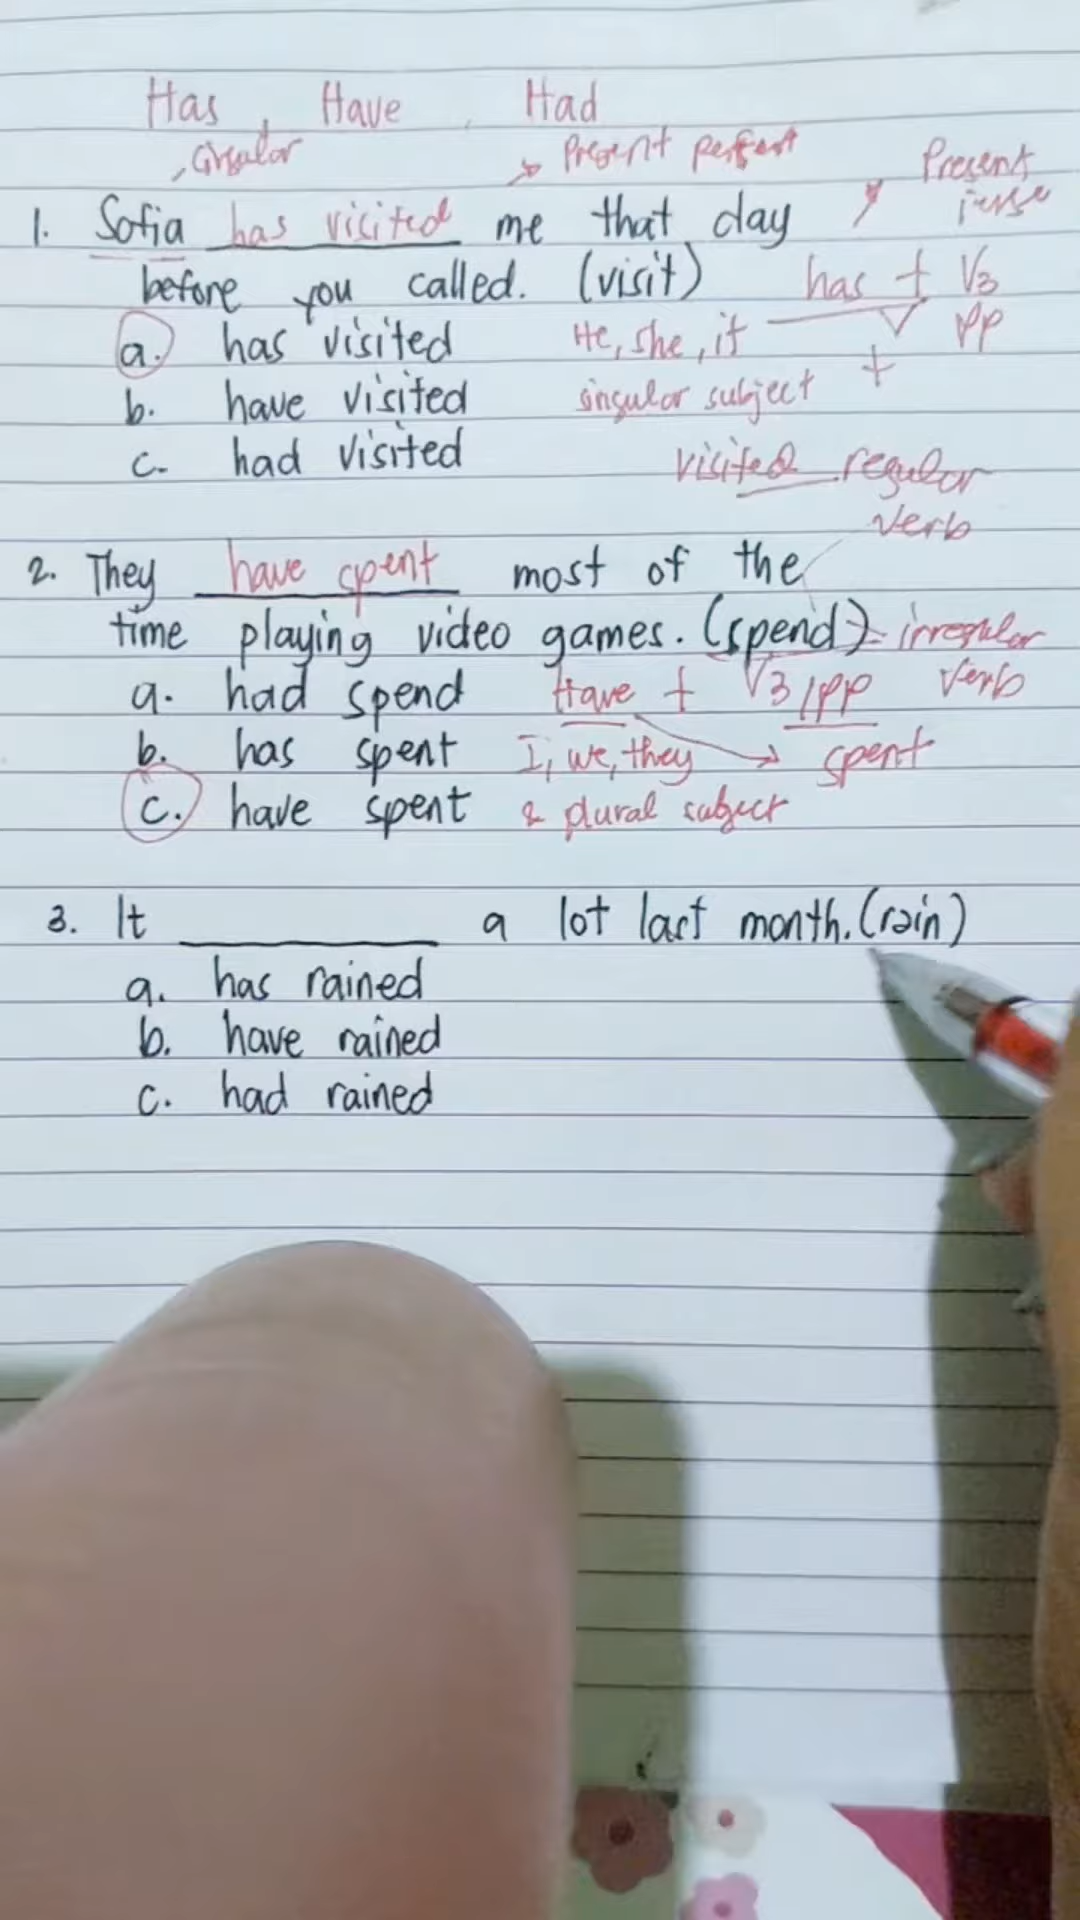 Has , Have , Had
singular
Present perfect
Present
tense
1. Sofia has visited me that day
before you called. (visit)
has + V3
pp
a. has visited
He, she, it
+
b. have visited
singular subject
c. had visited
visited regular
verb
2. They have spent most of the
time playing video games. (spend) - irregular
verb
a. had spend
Have + V3/pp
b. has spent
I, we, they
spent
c. have spent
& plural subject
3. It ________ a lot last month. (rain)
a. has rained
b. have rained
c. had rained